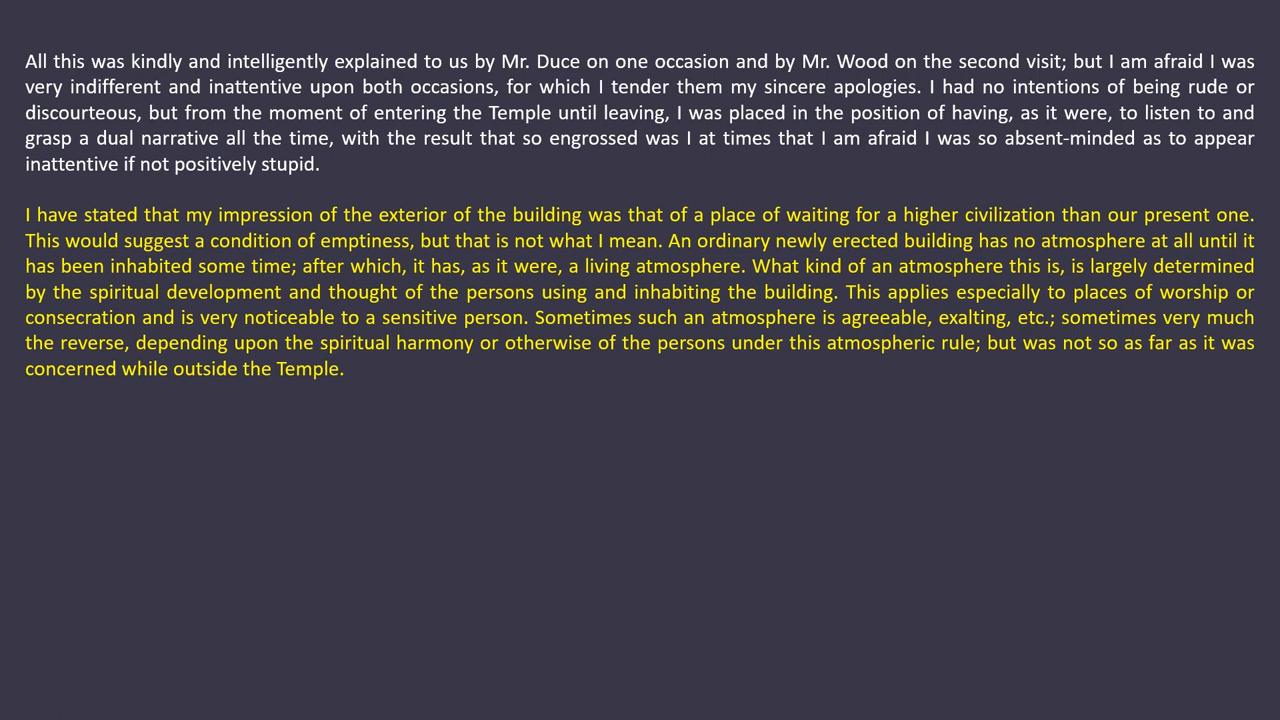 All this was kindly and intelligently explained to us by Mr. Duce on one occasion and by Mr. Wood on the second visit; but I am afraid I was
very indifferent and inattentive upon both occasions, for which I tender them my sincere apologies. I had no intentions of being rude or
discourteous, but from the moment of entering the Temple until leaving, I was placed in the position of having, as it were, to listen to and
grasp a dual narrative all the time, with the result that so engrossed was I at times that I am afraid I was so absent-minded as to appear
inattentive if not positively stupid.
I have stated that my impression of the exterior of the building was that of a place of waiting for a higher civilization than our present one.
This would suggest a condition of emptiness, but that is not what I mean. An ordinary newly erected building has no atmosphere at all until it
has been inhabited some time; after which, it has, as it were, a living atmosphere. What kind of an atmosphere this is, is largely determined
by the spiritual development and thought of the persons using and inhabiting the building. This applies especially to places of worship or
consecration and is very noticeable to a sensitive person. Sometimes such an atmosphere is agreeable, exalting, etc.; sometimes very much
the reverse, depending upon the spiritual harmony or otherwise of the persons under this atmospheric rule; but was not so as far as it was
concerned while outside the Temple.